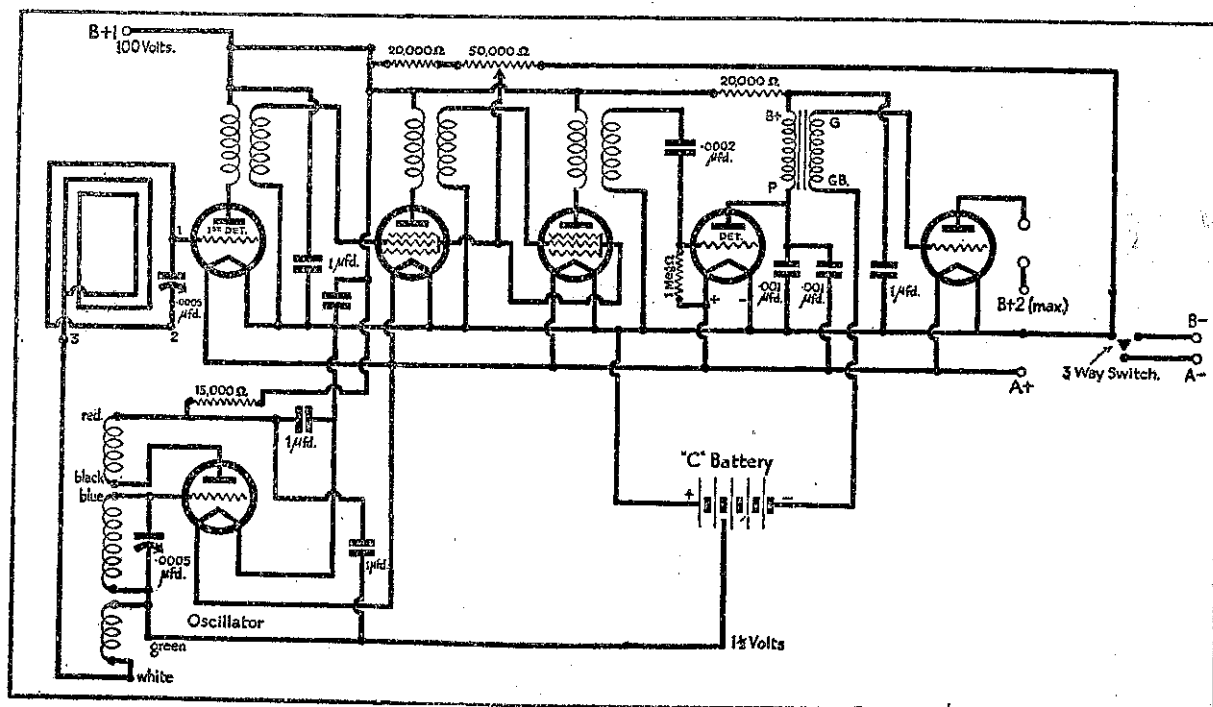 B+1
100 Volts.
20,000Ω
50,000Ω
20,000Ω
B+
G
.0002
µfd.
P
GB.
1
1ST DET.
.0005
µfd.
2
3
1µfd.
1 MegΩ
DET.
+
-
.001
µfd.
.001
µfd.
1µfd.
B+2 (max.)
B-
3 Way Switch.
A-
A+
15,000Ω
red.
1µfd.
black
blue
"C" Battery
+
-
.0005
µfd.
1µfd.
Oscillator
green
1½ Volts
white